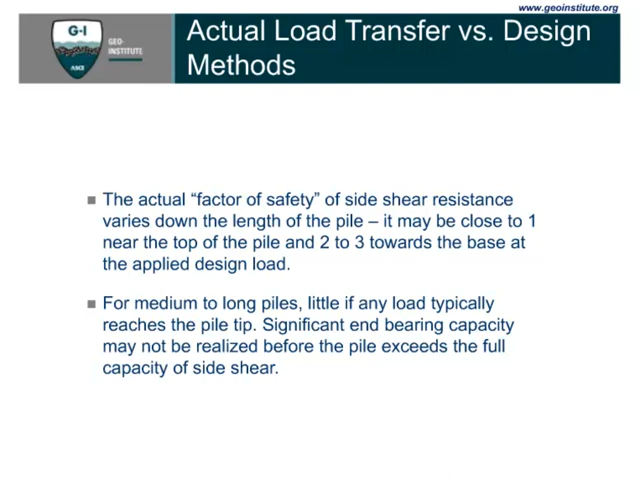 www.geoinstitute.org
G-I
GEO-
INSTITUTE
ASCE
Actual Load Transfer vs. Design
Methods
The actual “factor of safety” of side shear resistance
varies down the length of the pile – it may be close to 1
near the top of the pile and 2 to 3 towards the base at
the applied design load.
For medium to long piles, little if any load typically
reaches the pile tip. Significant end bearing capacity
may not be realized before the pile exceeds the full
capacity of side shear.